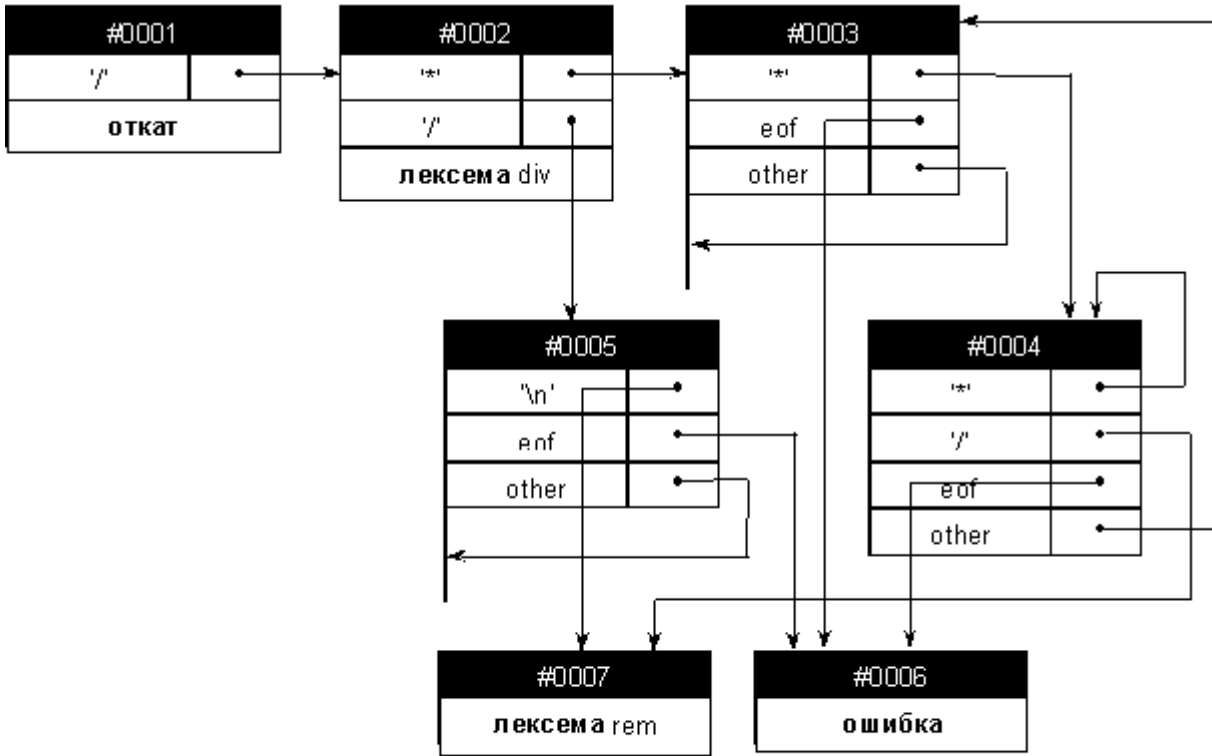 #0001
'/'
откат
#0002
'*'
'/'
лексема div
#0003
'*'
eof
other
#0005
'\n'
eof
other
#0004
'*'
'/'
eof
other
#0007
лексема rem
#0006
ошибка